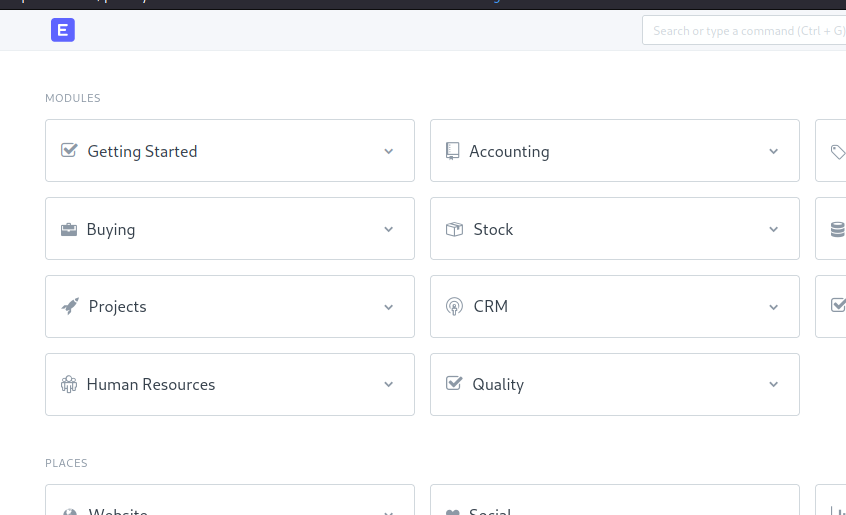 E
Search or type a command (Ctrl + G)
MODULES
Getting Started
Accounting
Buying
Stock
Projects
CRM
Human Resources
Quality
PLACES
Website
Social